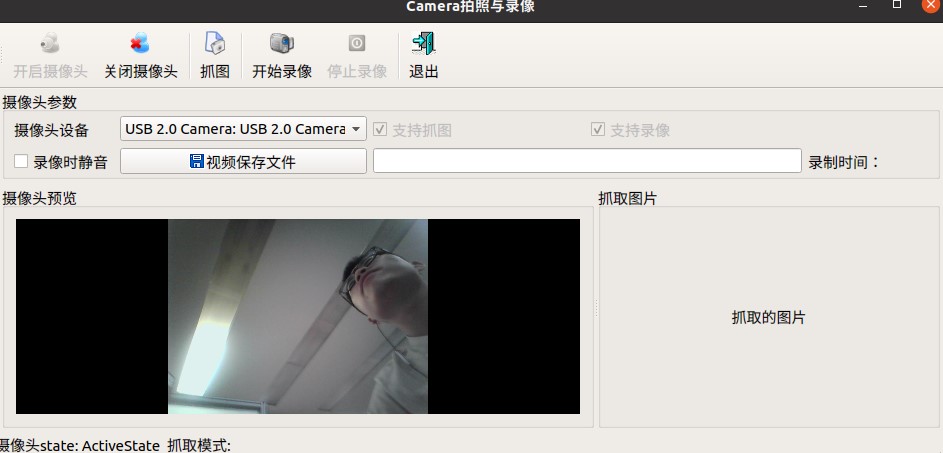 Camera拍照与录像
开启摄像头 关闭摄像头 抓图 开始录像 停止录像 退出
摄像头参数
摄像头设备 USB 2.0 Camera: USB 2.0 Camera 支持抓图 支持录像
录像时静音 视频保存文件 录制时间：
摄像头预览 抓取图片
抓取的图片
摄像头state: ActiveState 抓取模式: